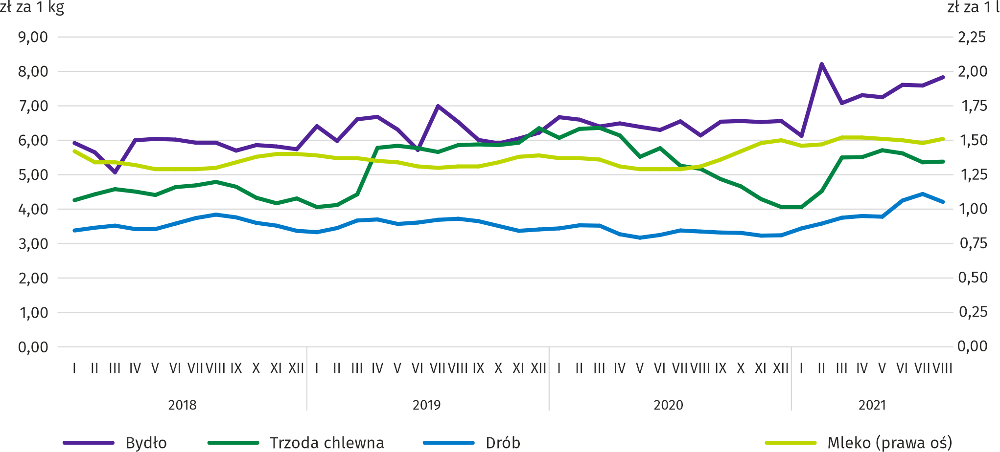 zł za 1 kg zł za 1 l
9,00 2,25
8,00 2,00
7,00 1,75
6,00 1,50
5,00 1,25
4,00 1,00
3,00 0,75
2,00 0,50
1,00 0,25
0,00 0,00
I II III IV V VI VII VIII IX X XI XII I II III IV V VI VII VIII IX X XI XII I II III IV V VI VII VIII IX X XI XII I II III IV V VI VII VIII
2018 2019 2020 2021
Bydło Trzoda chlewna Drób Mleko (prawa oś)